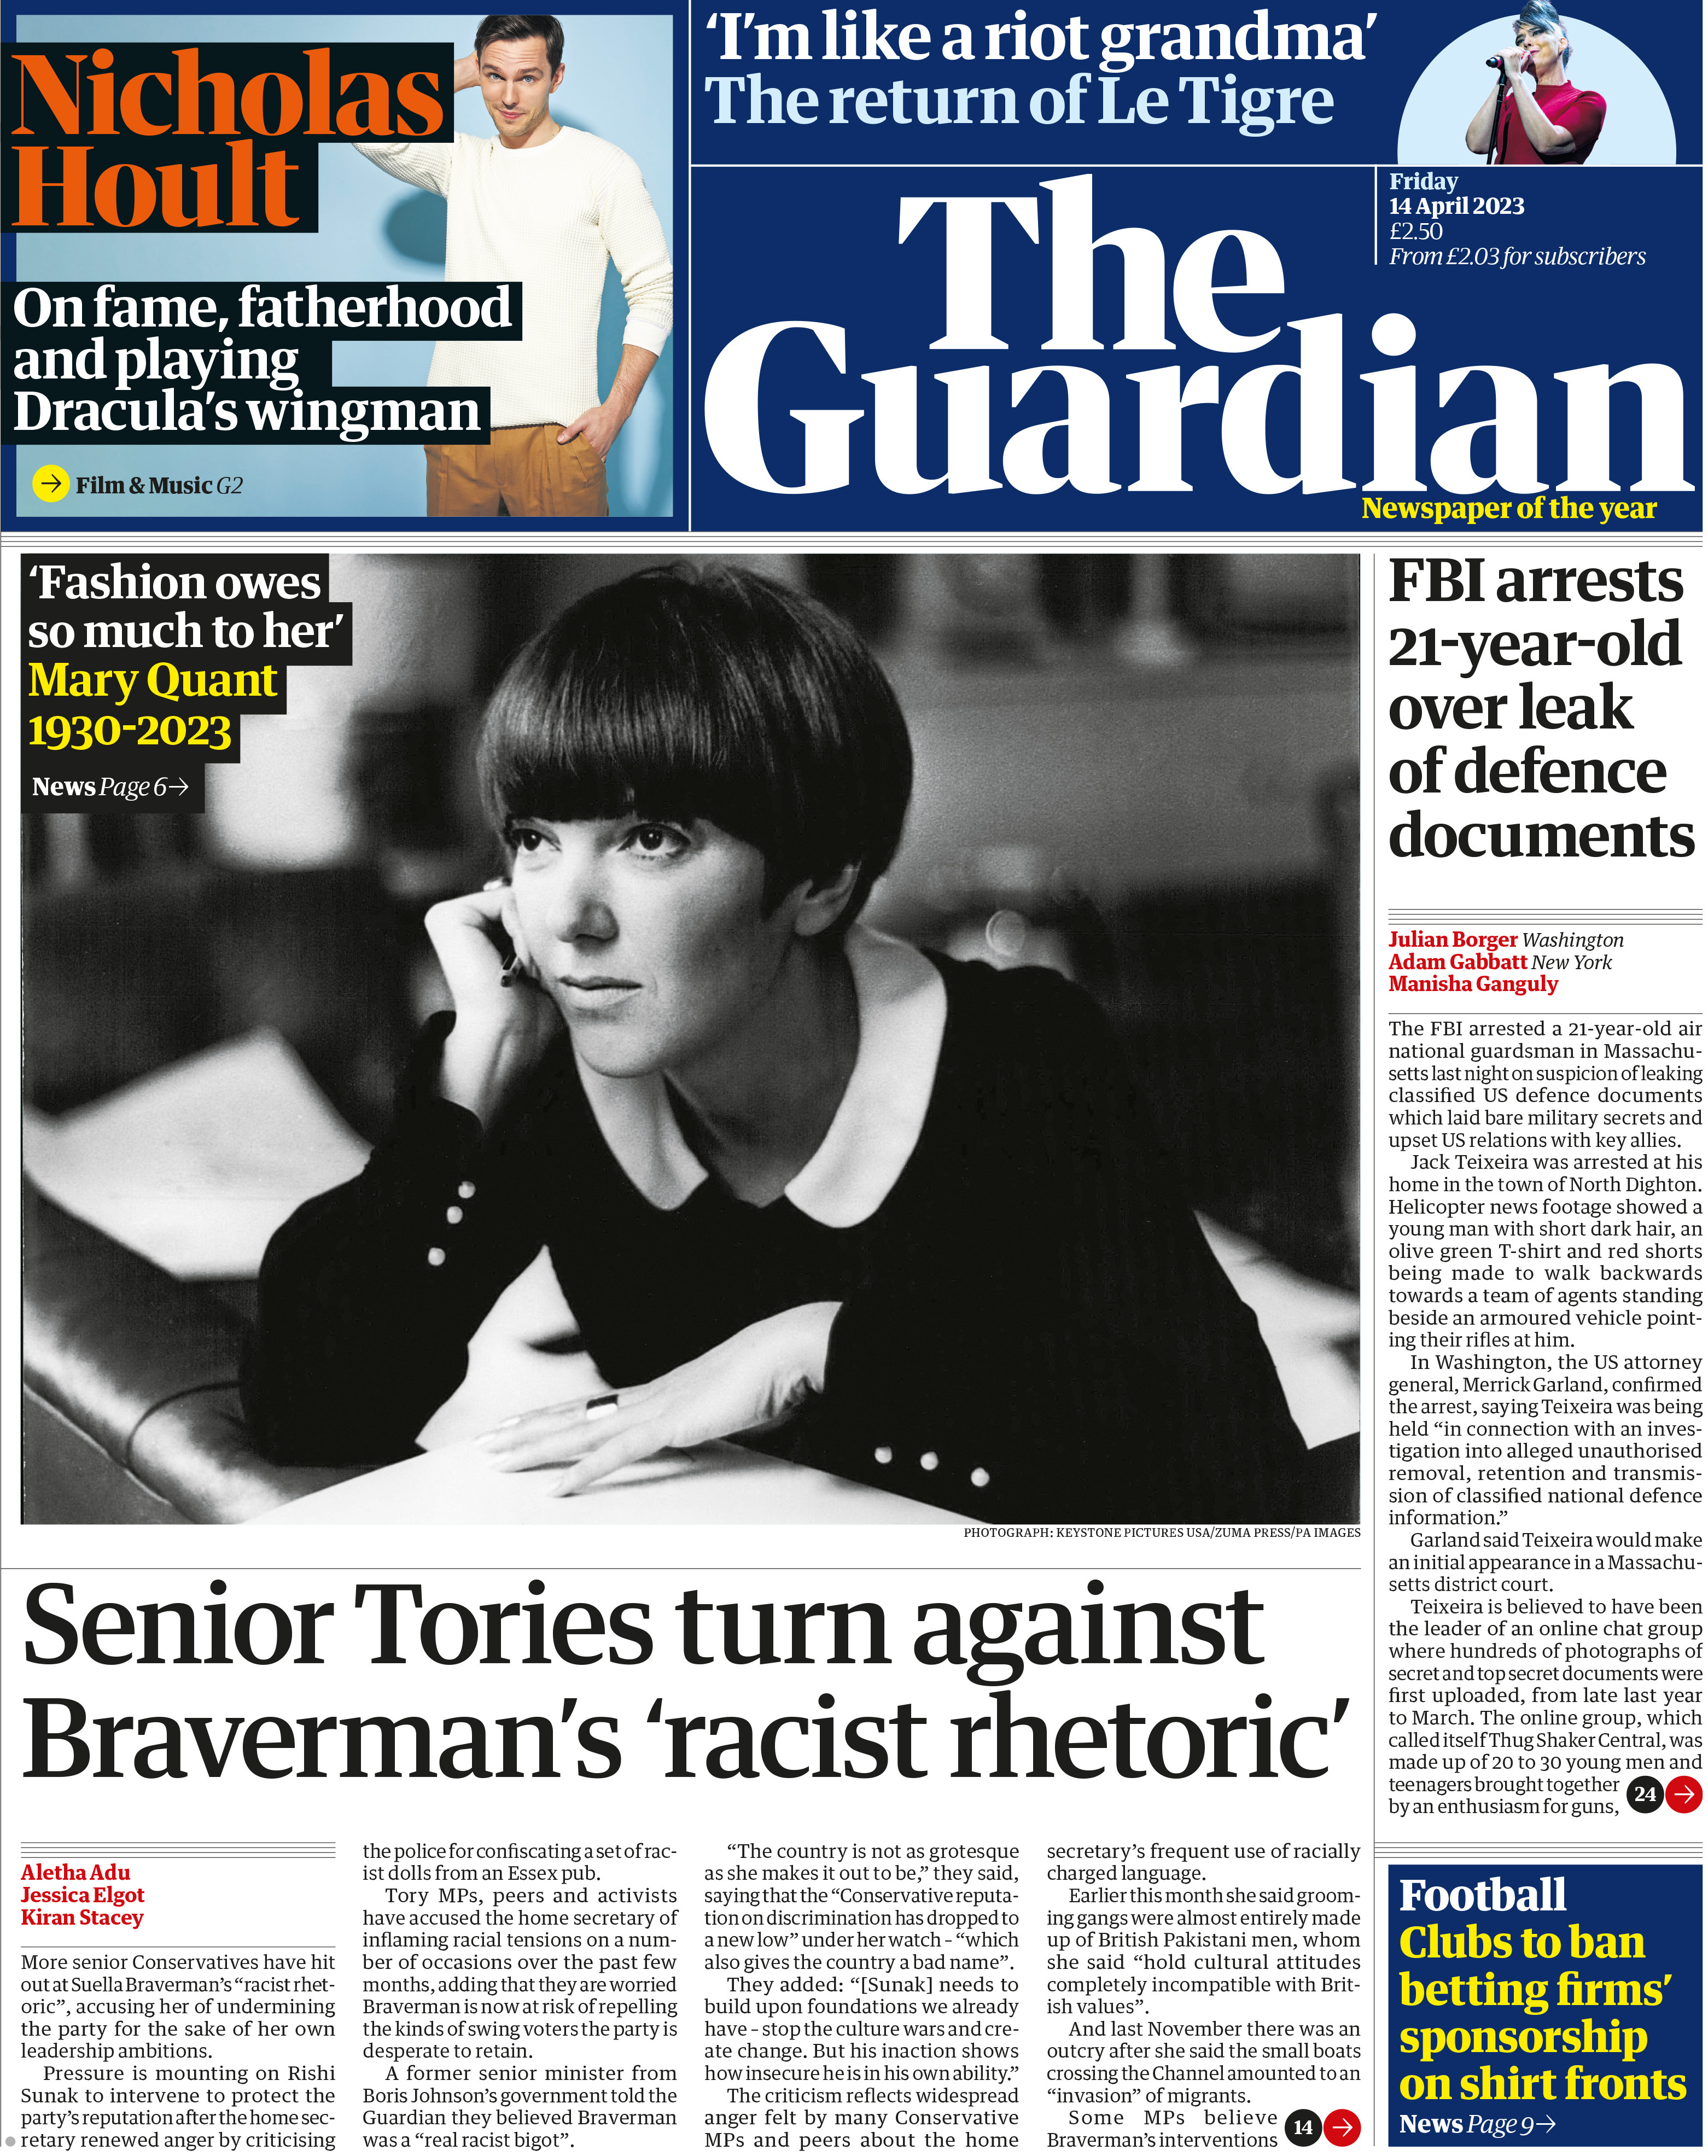 Nicholas
Hoult
On fame, fatherhood
and playing
Dracula's wingman
Film & Music G2
‘I’m like a riot grandma’
The return of Le Tigre
Friday
14 April 2023
£2.50
From £2.03 for subscribers
The
Guardian
Newspaper of the year
‘Fashion owes
so much to her’
Mary Quant
1930-2023
News Page 6→
PHOTOGRAPH: KEYSTONE PICTURES USA/ZUMA PRESS/PA IMAGES
FBI arrests
21-year-old
over leak
of defence
documents
Julian Borger Washington
Adam Gabbatt New York
Manisha Ganguly
The FBI arrested a 21-year-old air
national guardsman in Massachu-
setts last night on suspicion of leaking
classified US defence documents
which laid bare military secrets and
upset US relations with key allies.
Jack Teixeira was arrested at his
home in the town of North Dighton.
Helicopter news footage showed a
young man with short dark hair, an
olive green T-shirt and red shorts
being made to walk backwards
towards a team of agents standing
beside an armoured vehicle point-
ing their rifles at him.
In Washington, the US attorney
general, Merrick Garland, confirmed
the arrest, saying Teixeira was being
held “in connection with an inves-
tigation into alleged unauthorised
removal, retention and transmis-
sion of classified national defence
information.”
Garland said Teixeira would make
an initial appearance in a Massachu-
setts district court.
Teixeira is believed to have been
the leader of an online chat group
where hundreds of photographs of
secret and top secret documents were
first uploaded, from late last year
to March. The online group, which
called itself Thug Shaker Central, was
made up of 20 to 30 young men and
teenagers brought together
by an enthusiasm for guns,
24 →
Senior Tories turn against
Braverman’s ‘racist rhetoric’
Aletha Adu
Jessica Elgot
Kiran Stacey
More senior Conservatives have hit
out at Suella Braverman’s “racist rhet-
oric”, accusing her of undermining
the party for the sake of her own
leadership ambitions.
Pressure is mounting on Rishi
Sunak to intervene to protect the
party’s reputation after the home sec-
retary renewed anger by criticising
the police for confiscating a set of rac-
ist dolls from an Essex pub.
Tory MPs, peers and activists
have accused the home secretary of
inflaming racial tensions on a num-
ber of occasions over the past few
months, adding that they are worried
Braverman is now at risk of repelling
the kinds of swing voters the party is
desperate to retain.
A former senior minister from
Boris Johnson’s government told the
Guardian they believed Braverman
was a “real racist bigot”.
“The country is not as grotesque
as she makes it out to be,” they said,
saying that the “Conservative reputa-
tion on discrimination has dropped to
a new low” under her watch – “which
also gives the country a bad name”.
They added: “[Sunak] needs to
build upon foundations we already
have – stop the culture wars and cre-
ate change. But his inaction shows
how insecure he is in his own ability.”
The criticism reflects widespread
anger felt by many Conservative
MPs and peers about the home
secretary’s frequent use of racially
charged language.
Earlier this month she said groom-
ing gangs were almost entirely made
up of British Pakistani men, whom
she said “hold cultural attitudes
completely incompatible with Brit-
ish values”.
And last November there was an
outcry after she said the small boats
crossing the Channel amounted to an
“invasion” of migrants.
Some MPs believe
Braverman’s interventions
14 →
Football
Clubs to ban
betting firms’
sponsorship
on shirt fronts
News Page 9→